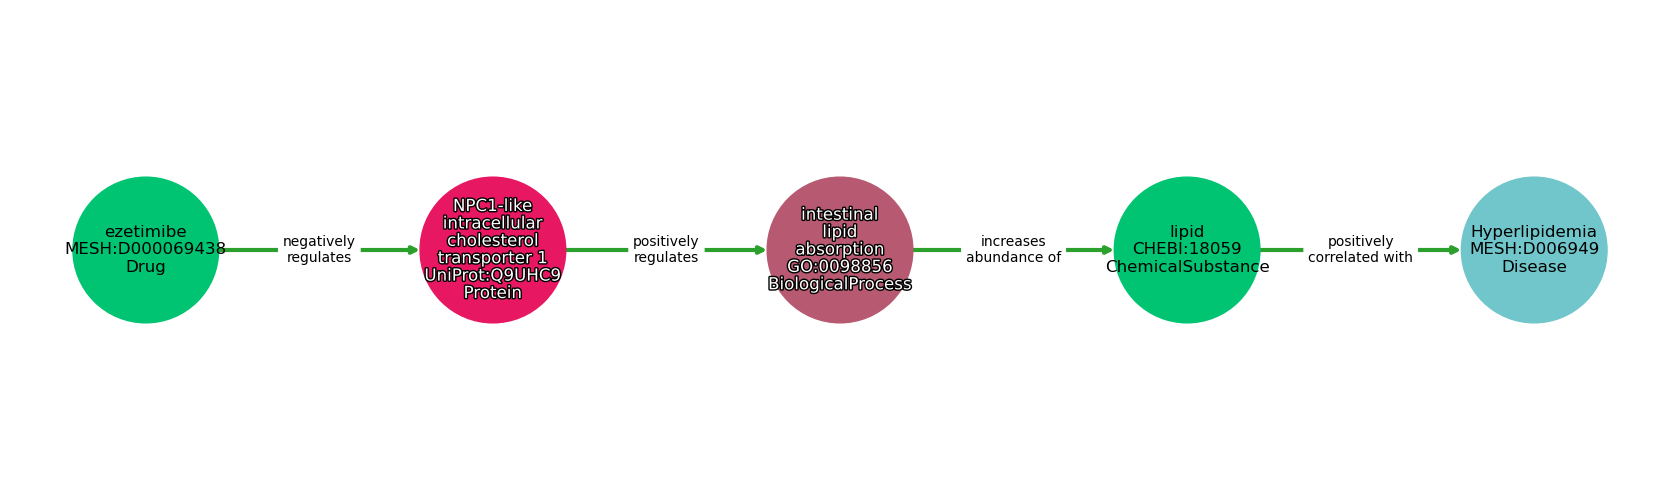 ezetimibe
MESH:D000069438
Drug
negatively
regulates
NPC1-like
intracellular
cholesterol
transporter 1
UniProt:Q9UHC9
Protein
positively
regulates
intestinal
lipid
absorption
GO:0098856
BiologicalProcess
increases
abundance of
lipid
CHEBI:18059
ChemicalSubstance
positively
correlated with
Hyperlipidemia
MESH:D006949
Disease